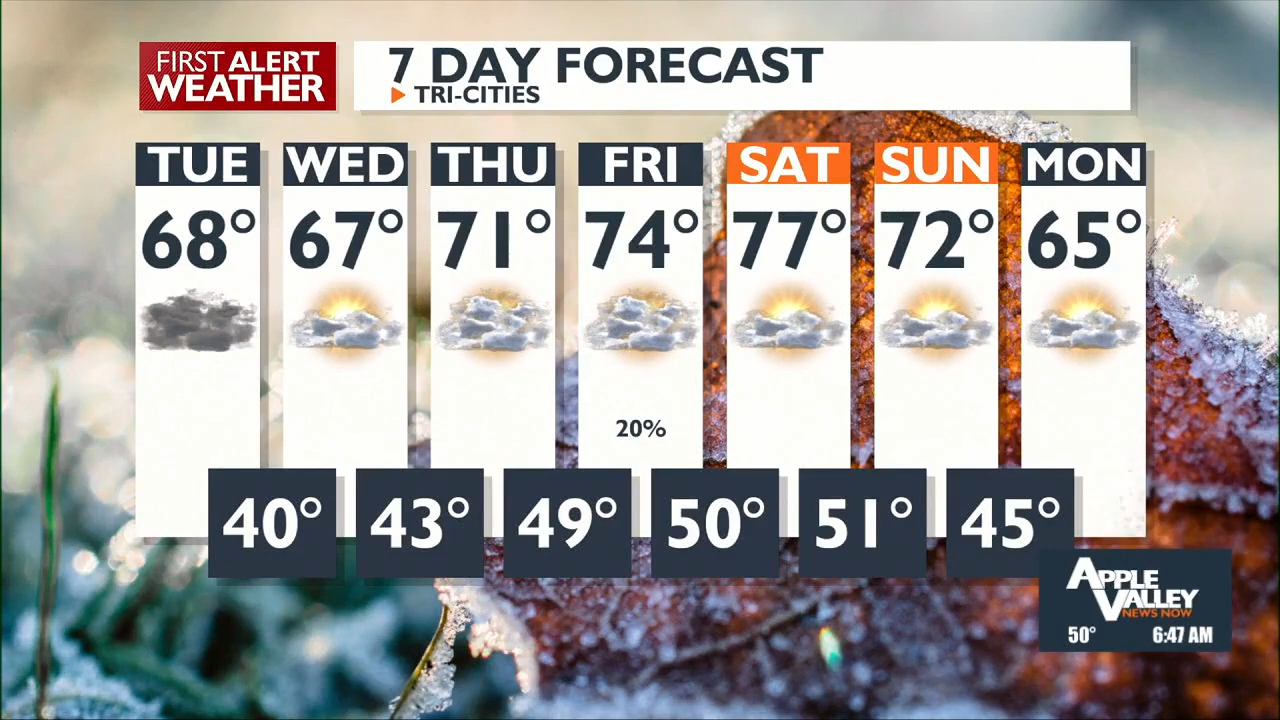 FIRST ALERT
WEATHER
7 DAY FORECAST
TRI-CITIES
TUE WED THU FRI SAT SUN MON
68° 67° 71° 74° 77° 72° 65°
20%
40° 43° 49° 50° 51° 45°
APPLE
VALLEY
NEWS NOW
50° 6:47 AM